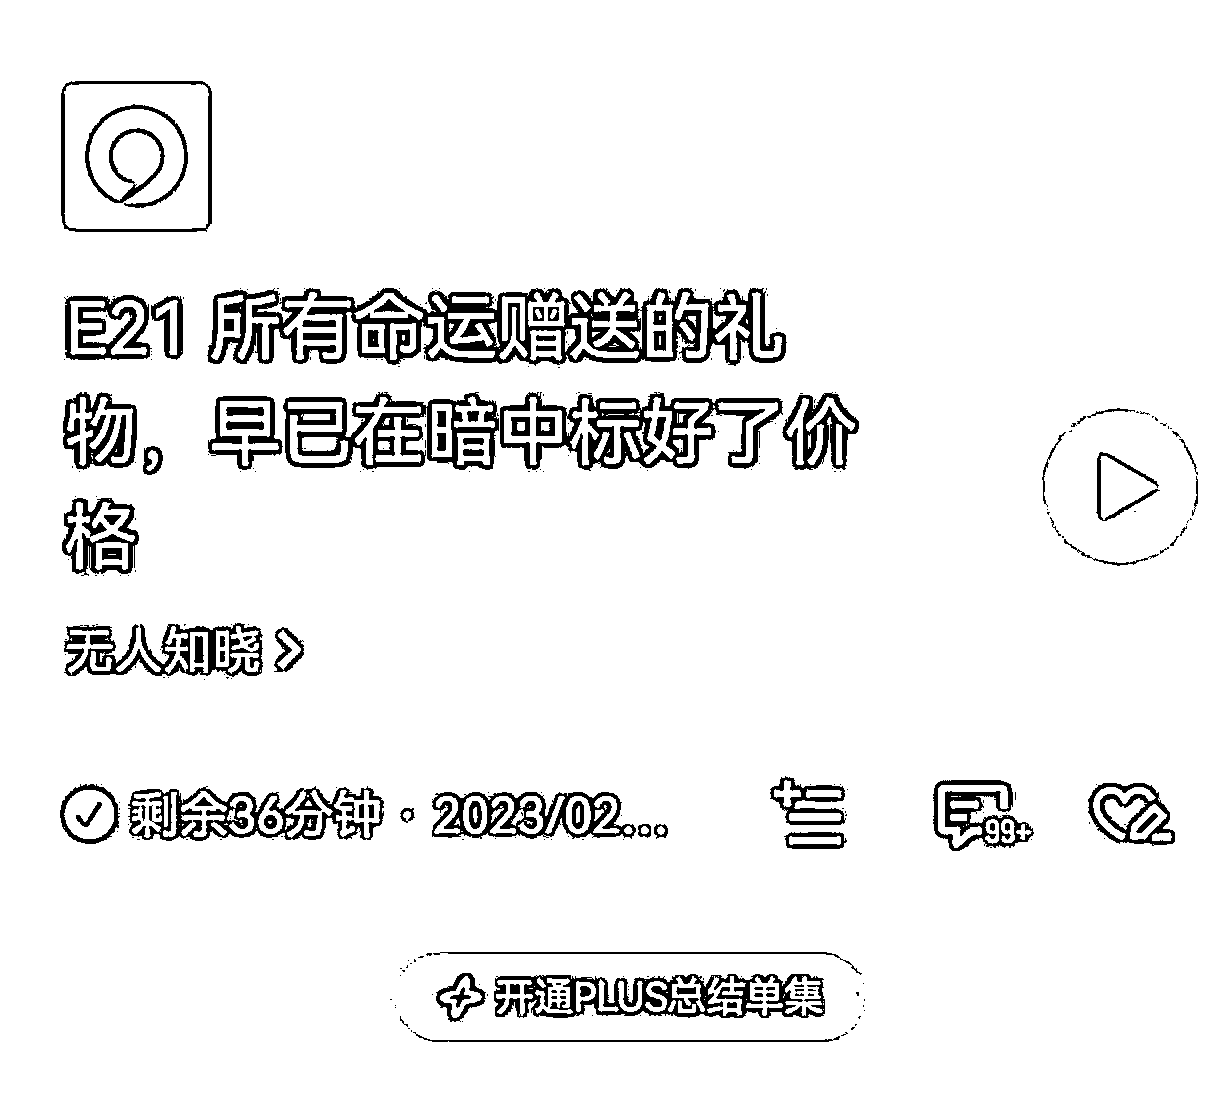 E21 所有命运赠送的礼
物，早已在暗中标好了价
格
无人知晓
剩余36分钟 · 2023/02...
99+
开通PLUS总结单集